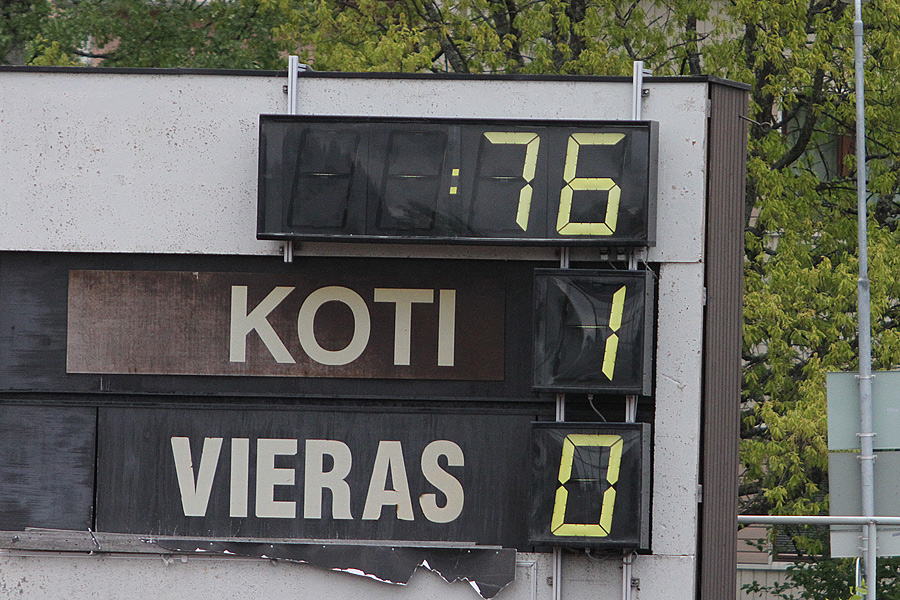 :76
KOTI 1
VIERAS 0